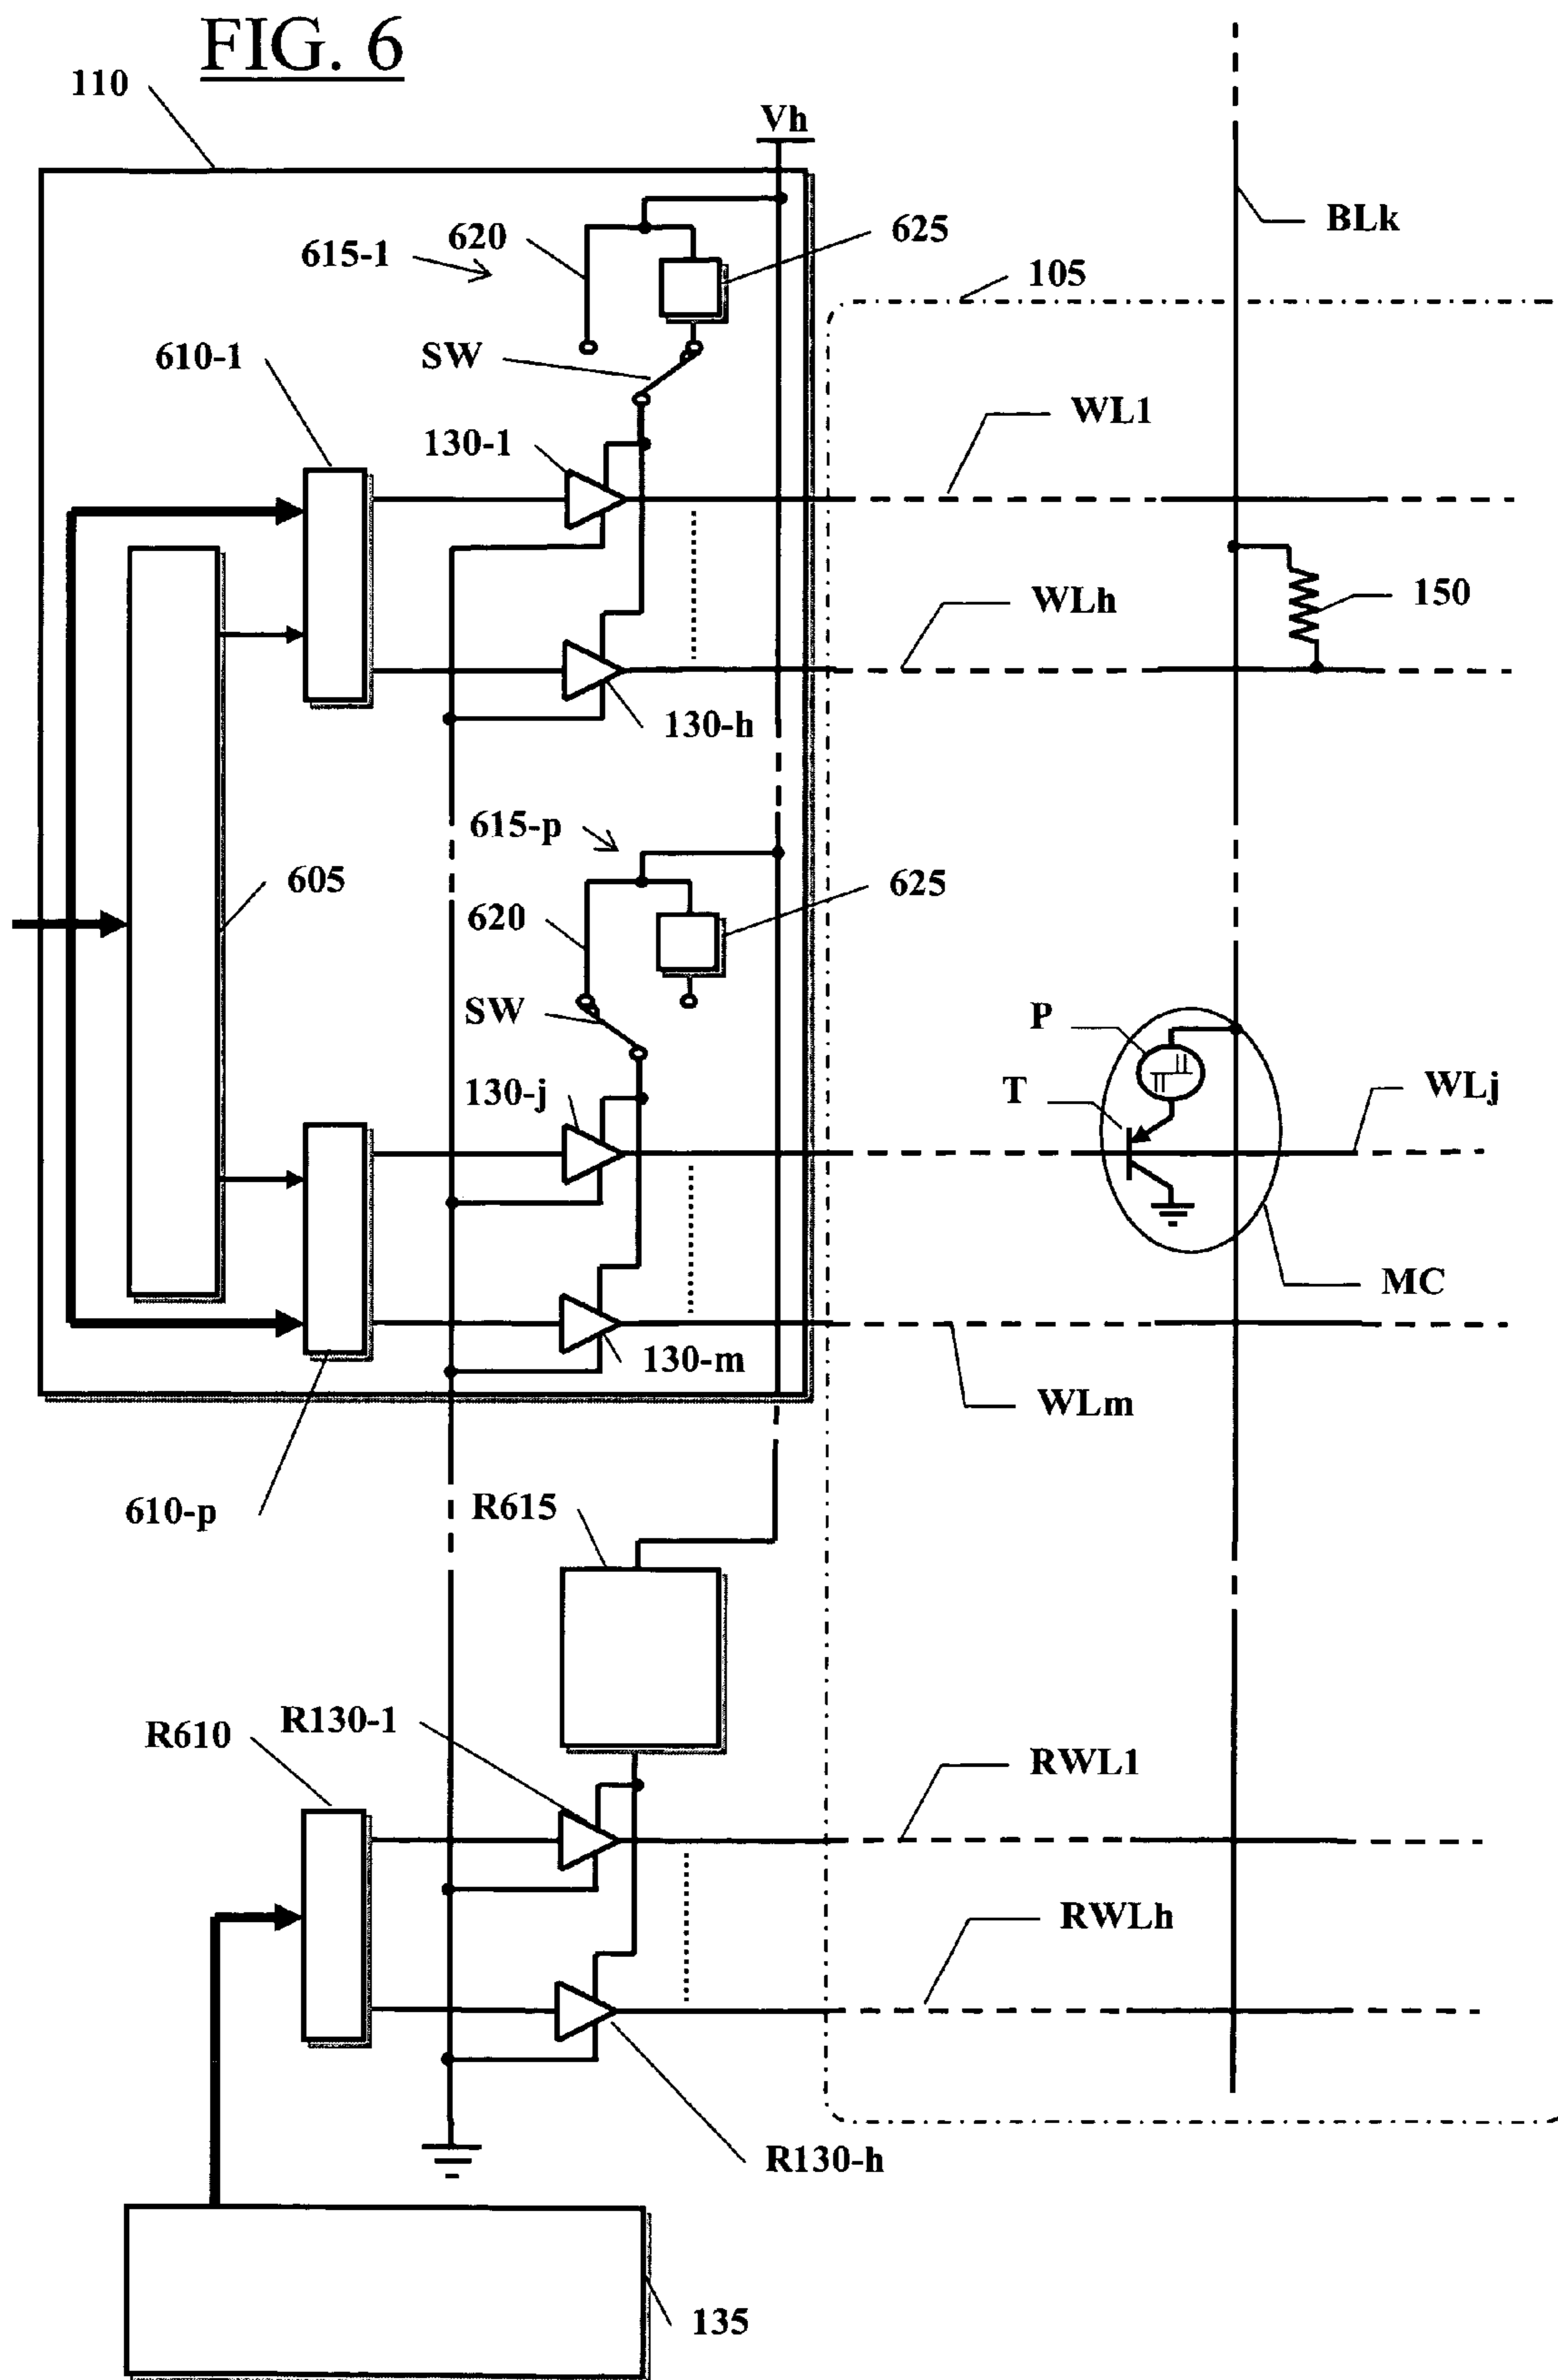 FIG. 6
110
Vh
BLk
615-1
620
625
105
610-1
SW
WL1
130-1
WLh
150
130-h
615-p
605
620
625
SW
P
T
WLj
130-j
MC
130-m
WLm
610-p
R615
R610
R130-1
RWL1
RWLh
R130-h
135